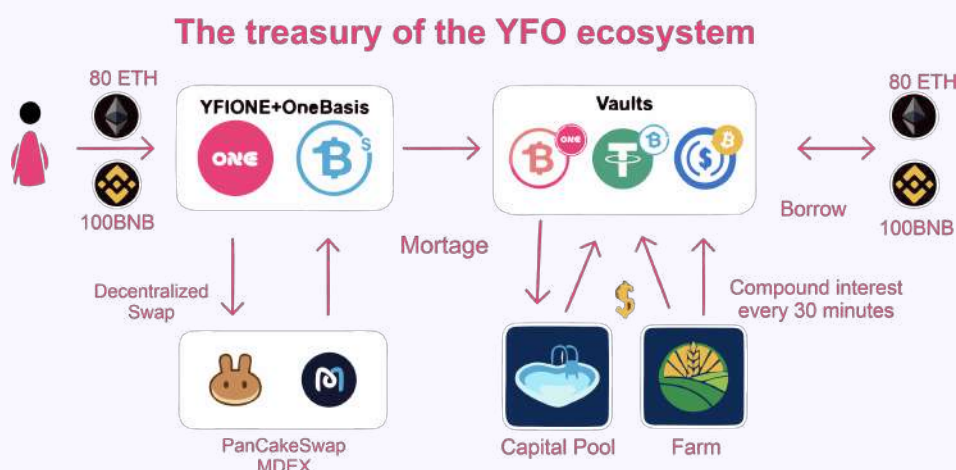 The treasury of the YFO ecosystem
80 ETH
100BNB
YFIONE+OneBasis
ONE
S
Vaults
ONE
80 ETH
100BNB
Borrow
Mortage
Decentralized
Swap
Compound interest
every 30 minutes
PanCakeSwap
MDEX
Capital Pool
Farm